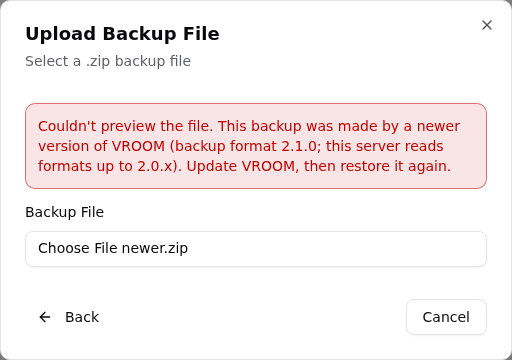 Upload Backup File
Select a .zip backup file
Couldn't preview the file. This backup was made by a newer
version of VROOM (backup format 2.1.0; this server reads
formats up to 2.0.x). Update VROOM, then restore it again.
Backup File
Choose File newer.zip
Back
Cancel